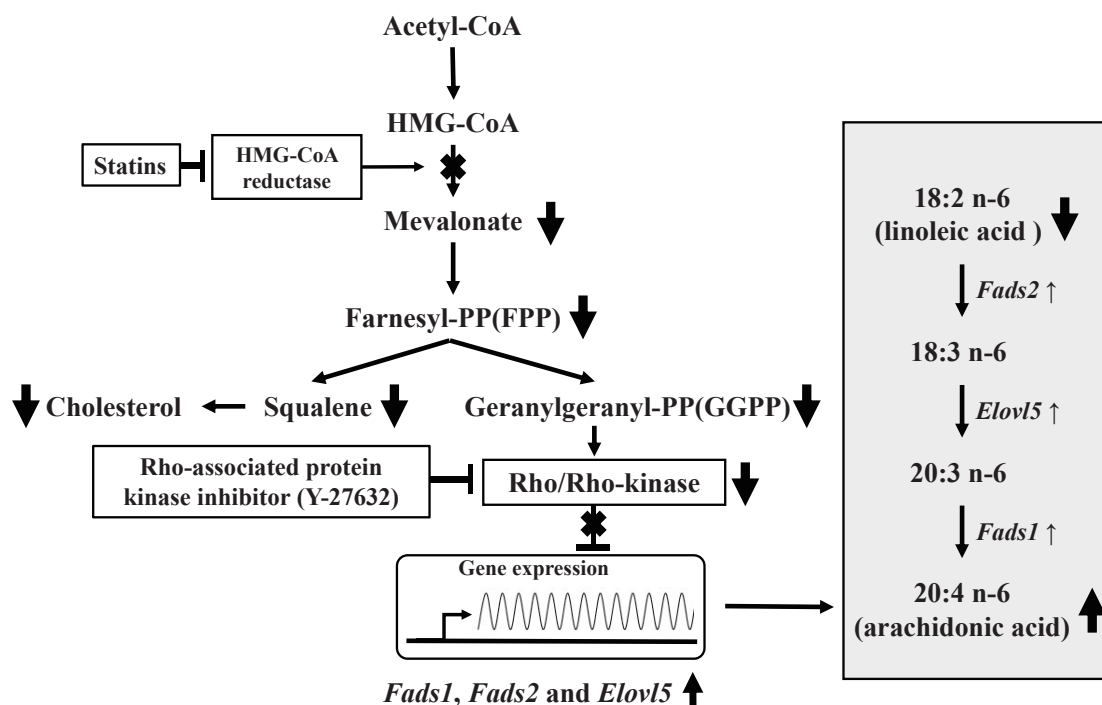 Acetyl-CoA
HMG-CoA
Statins
HMG-CoA
reductase
Mevalonate
Farnesyl-PP(FPP)
Cholesterol
Squalene
Geranylgeranyl-PP(GGPP)
Rho-associated protein
kinase inhibitor (Y-27632)
Rho/Rho-kinase
Gene expression
Fads1, Fads2 and Elovl5
18:2 n-6
(linoleic acid )
Fads2 ↑
18:3 n-6
Elovl5 ↑
20:3 n-6
Fads1 ↑
20:4 n-6
(arachidonic acid)